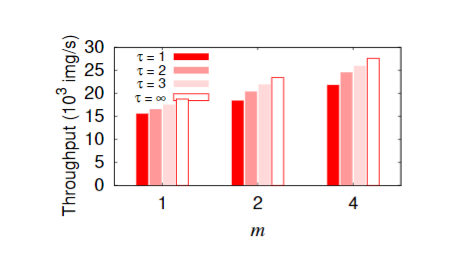 Throughput (10³ img/s)
30
25
20
15
10
5
0
τ = 1
τ = 2
τ = 3
τ = ∞
1 2 4
m